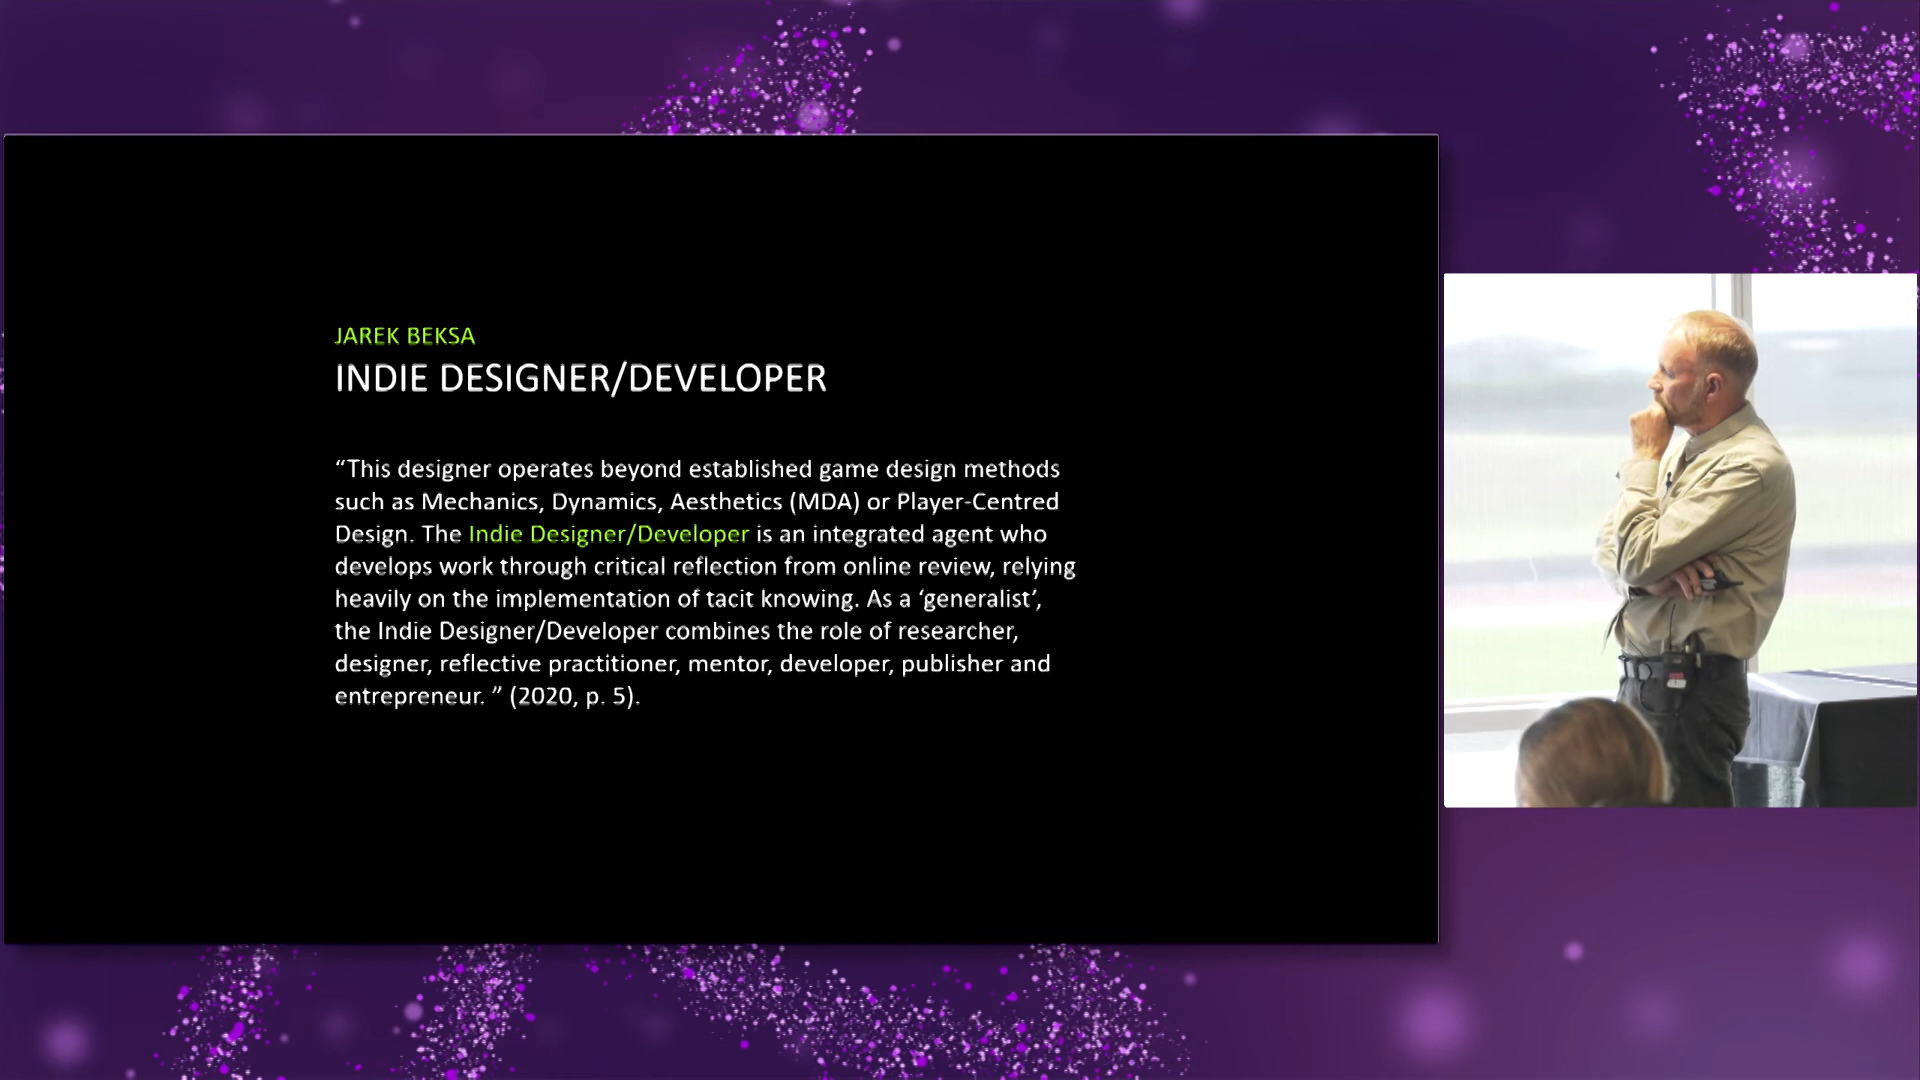 JAREK BEKSA
INDIE DESIGNER/DEVELOPER
“This designer operates beyond established game design methods
such as Mechanics, Dynamics, Aesthetics (MDA) or Player-Centred
Design. The Indie Designer/Developer is an integrated agent who
develops work through critical reflection from online review, relying
heavily on the implementation of tacit knowing. As a ‘generalist’,
the Indie Designer/Developer combines the role of researcher,
designer, reflective practitioner, mentor, developer, publisher and
entrepreneur. ” (2020, p. 5).